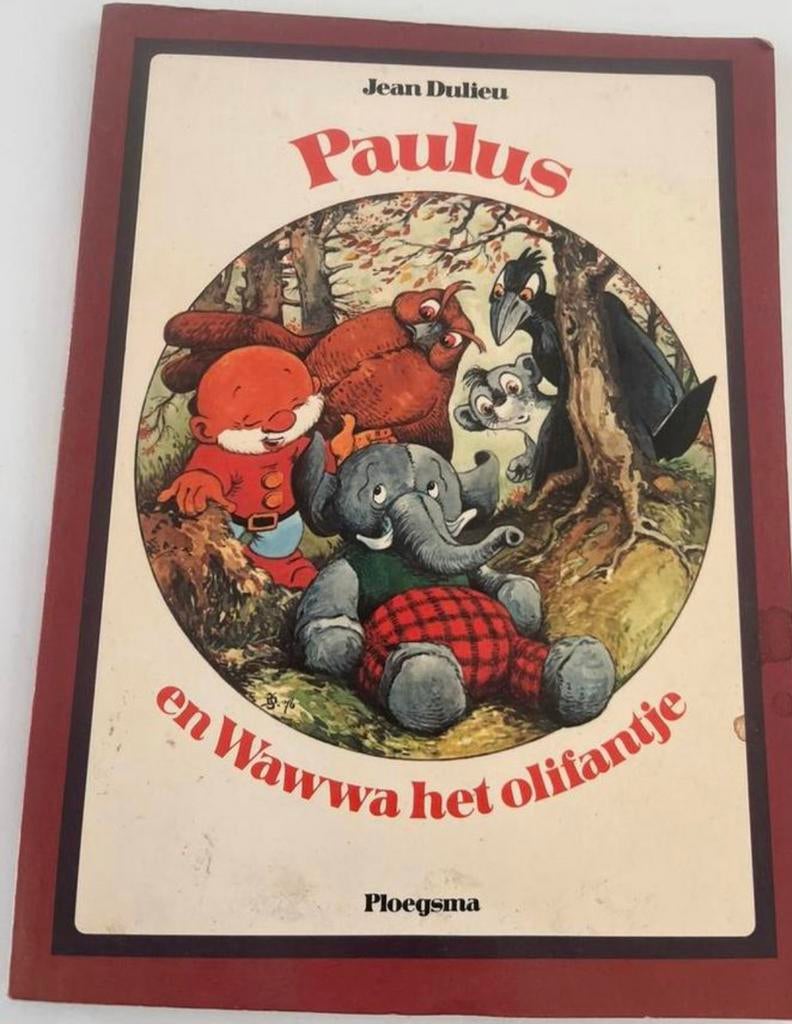 Jean Dulieu
Paulus
en Wawwa het olifantje
Ploegsma